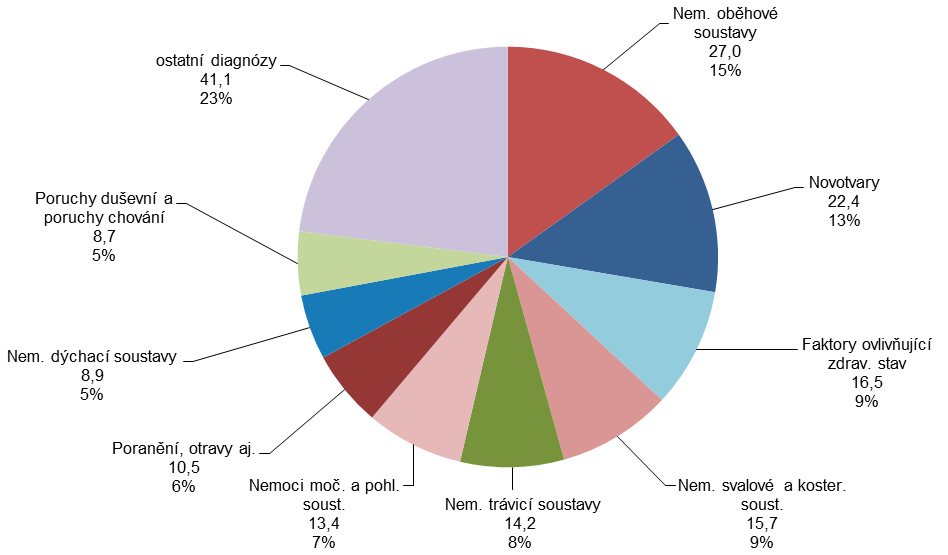 Nem. oběhové
soustavy
27,0
15%
Novotvary
22,4
13%
Faktory ovlivňující
zdrav. stav
16,5
9%
Nem. svalové a koster.
soust.
15,7
9%
Nem. trávicí soustavy
14,2
8%
Nemoci moč. a pohl.
soust.
13,4
7%
Poranění, otravy aj.
10,5
6%
Nem. dýchací soustavy
8,9
5%
Poruchy duševní a
poruchy chování
8,7
5%
ostatní diagnózy
41,1
23%